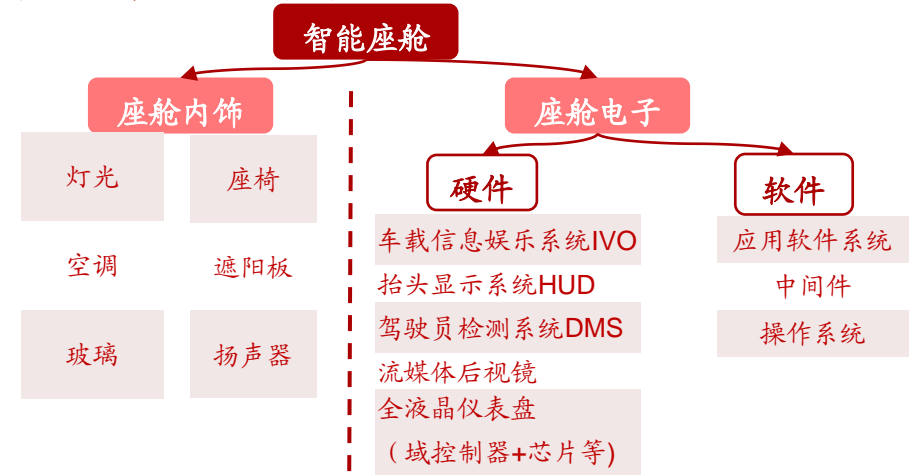 智能座舱
座舱内饰
座舱电子
灯光
座椅
空调
遮阳板
玻璃
扬声器
硬件
车载信息娱乐系统IVO
抬头显示系统HUD
驾驶员检测系统DMS
流媒体后视镜
全液晶仪表盘
（域控制器+芯片等)
软件
应用软件系统
中间件
操作系统